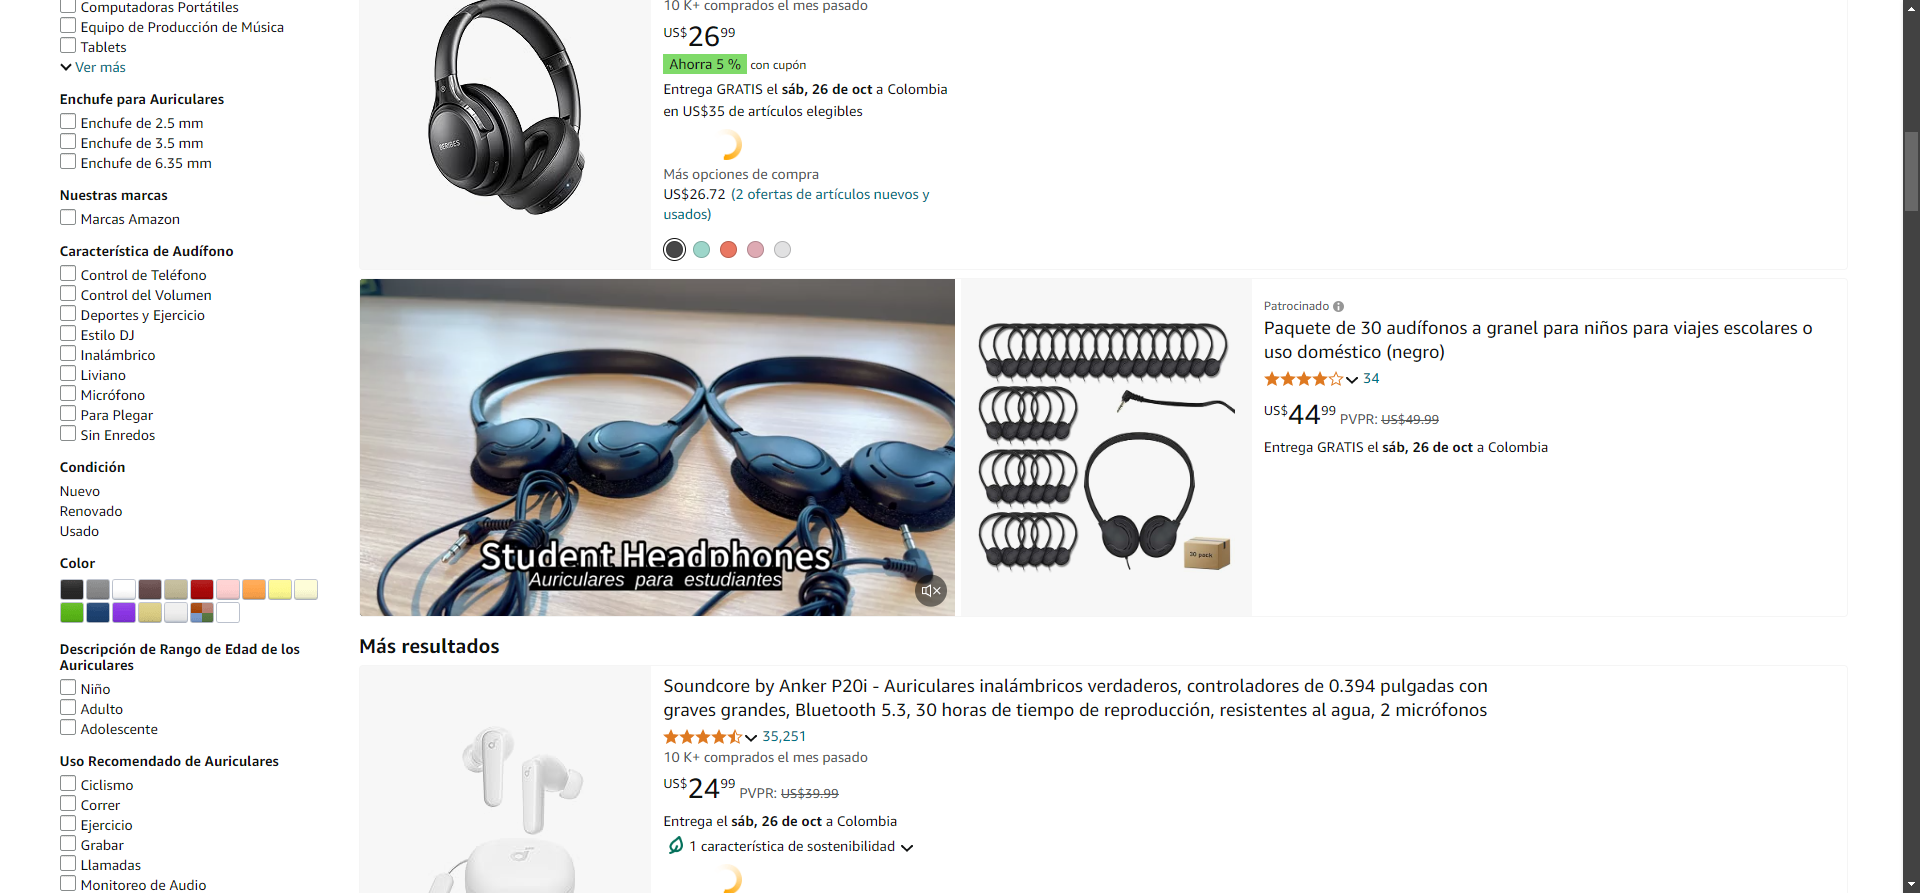 Computadoras Portátiles
Equipo de Producción de Música
Tablets
Ver más
Enchufe para Auriculares
Enchufe de 2.5 mm
Enchufe de 3.5 mm
Enchufe de 6.35 mm
Nuestras marcas
Marcas Amazon
Característica de Audífono
Control de Teléfono
Control del Volumen
Deportes y Ejercicio
Estilo DJ
Inalámbrico
Liviano
Micrófono
Para Plegar
Sin Enredos
Condición
Nuevo
Renovado
Usado
Color
Descripción de Rango de Edad de los
Auriculares
Niño
Adulto
Adolescente
Uso Recomendado de Auriculares
Ciclismo
Correr
Ejercicio
Grabar
Llamadas
Monitoreo de Audio
BERIBES
10 K+ comprados el mes pasado
US$26.99
Ahorra 5 % con cupón
Entrega GRATIS el sáb, 26 de oct a Colombia
en US$35 de artículos elegibles
Más opciones de compra
US$26.72 (2 ofertas de artículos nuevos y
usados)
Student Headphones
Auriculares para estudiantes
30 pack
Patrocinado
Paquete de 30 audífonos a granel para niños para viajes escolares o
uso doméstico (negro)
34
US$44.99 PVPR: US$49.99
Entrega GRATIS el sáb, 26 de oct a Colombia
Más resultados
Soundcore by Anker P20i - Auriculares inalámbricos verdaderos, controladores de 0.394 pulgadas con
graves grandes, Bluetooth 5.3, 30 horas de tiempo de reproducción, resistentes al agua, 2 micrófonos
35,251
10 K+ comprados el mes pasado
US$24.99 PVPR: US$39.99
Entrega el sáb, 26 de oct a Colombia
1 característica de sostenibilidad